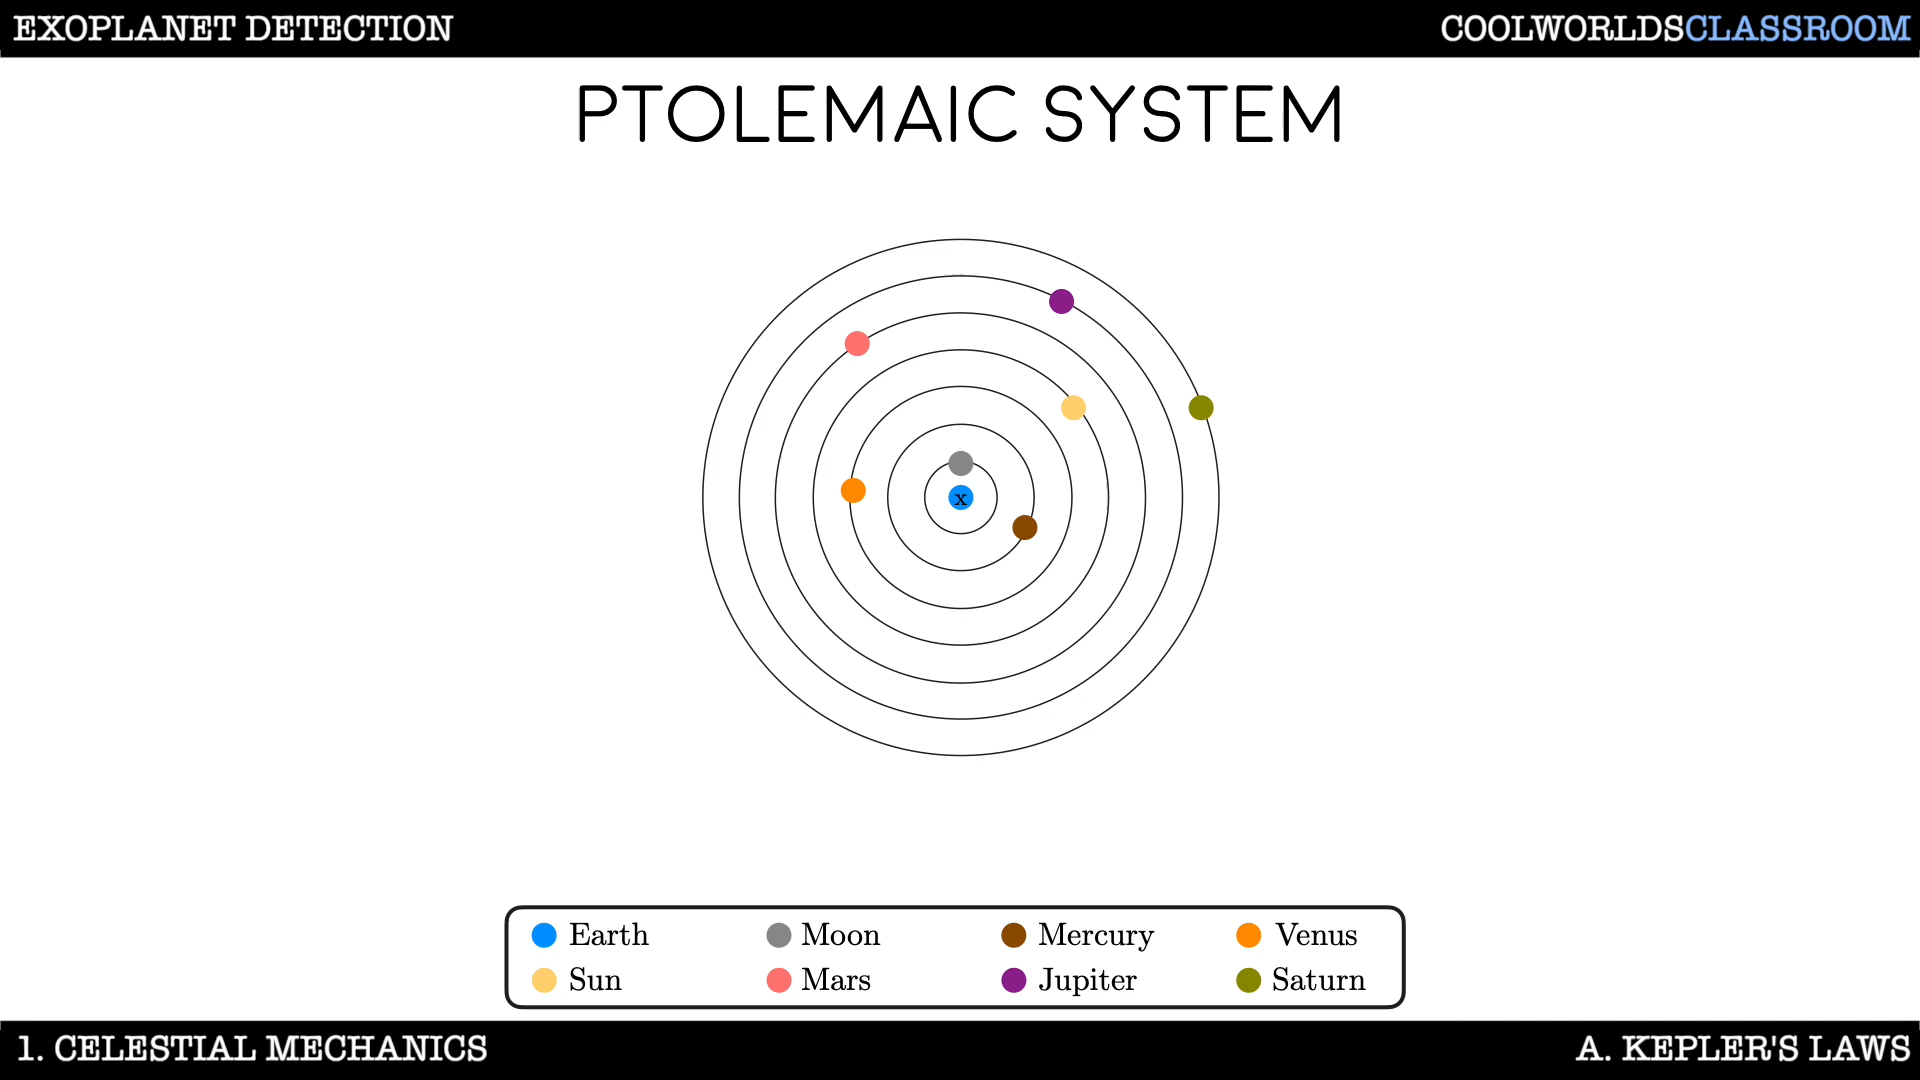 EXOPLANET DETECTION
COOLWORLDSCLASSROOM
PTOLEMAIC SYSTEM
x
Earth Moon Mercury Venus
Sun Mars Jupiter Saturn
1. CELESTIAL MECHANICS
A. KEPLER'S LAWS